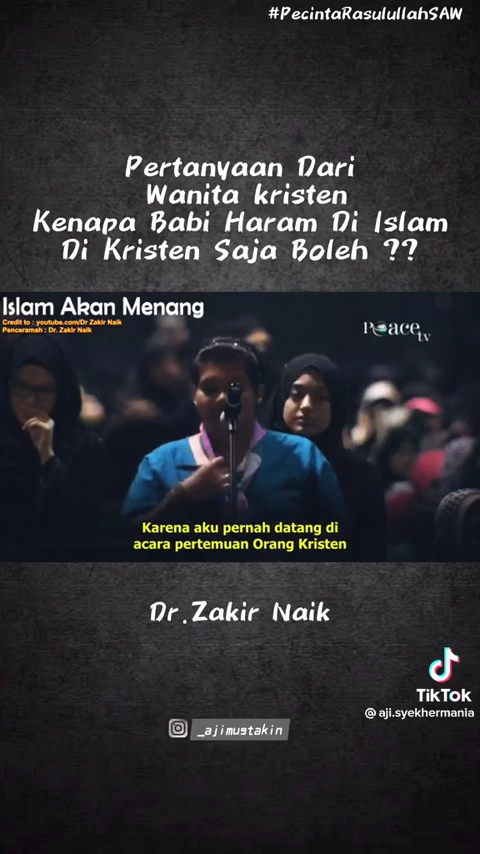 #PecintaRasulullahSAW
Pertanyaan Dari
Wanita kristen
Kenapa Babi Haram Di Islam
Di Kristen Saja Boleh ??
Islam Akan Menang
Credit to : youtube.com/Dr Zakir Naik
Penceramah : Dr. Zakir Naik
Peace tv
Karena aku pernah datang di
acara pertemuan Orang Kristen
Dr.Zakir Naik
TikTok
@aji.syekhermania
_ajimustakin